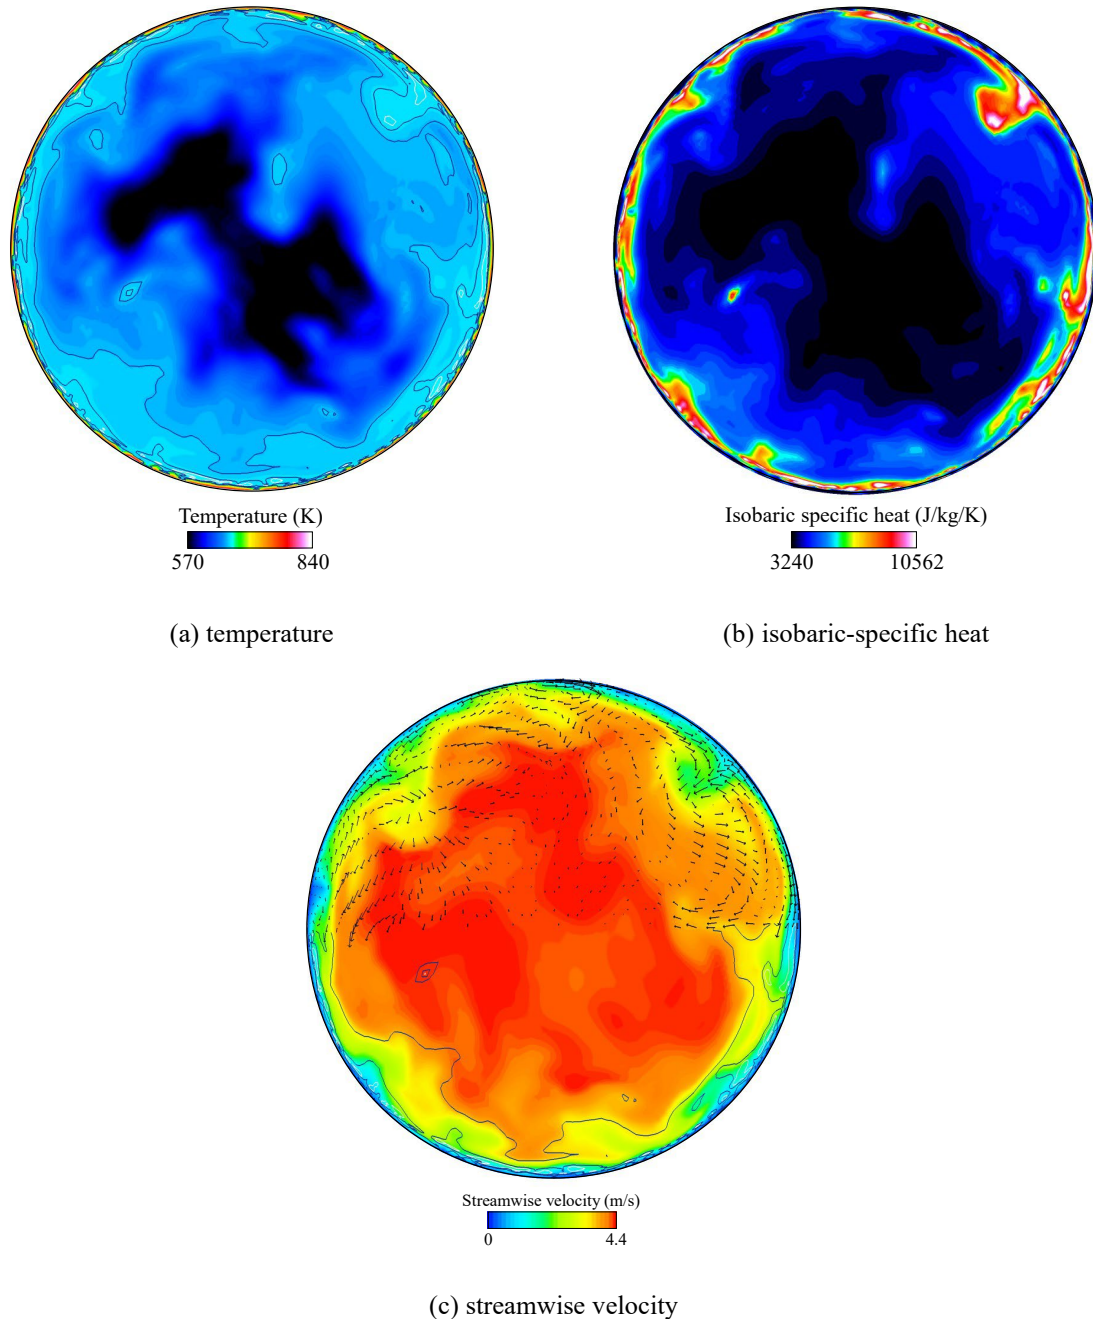 Temperature (K)
570 840
(a) temperature
Isobaric specific heat (J/kg/K)
3240 10562
(b) isobaric-specific heat
Streamwise velocity (m/s)
0 4.4
(c) streamwise velocity